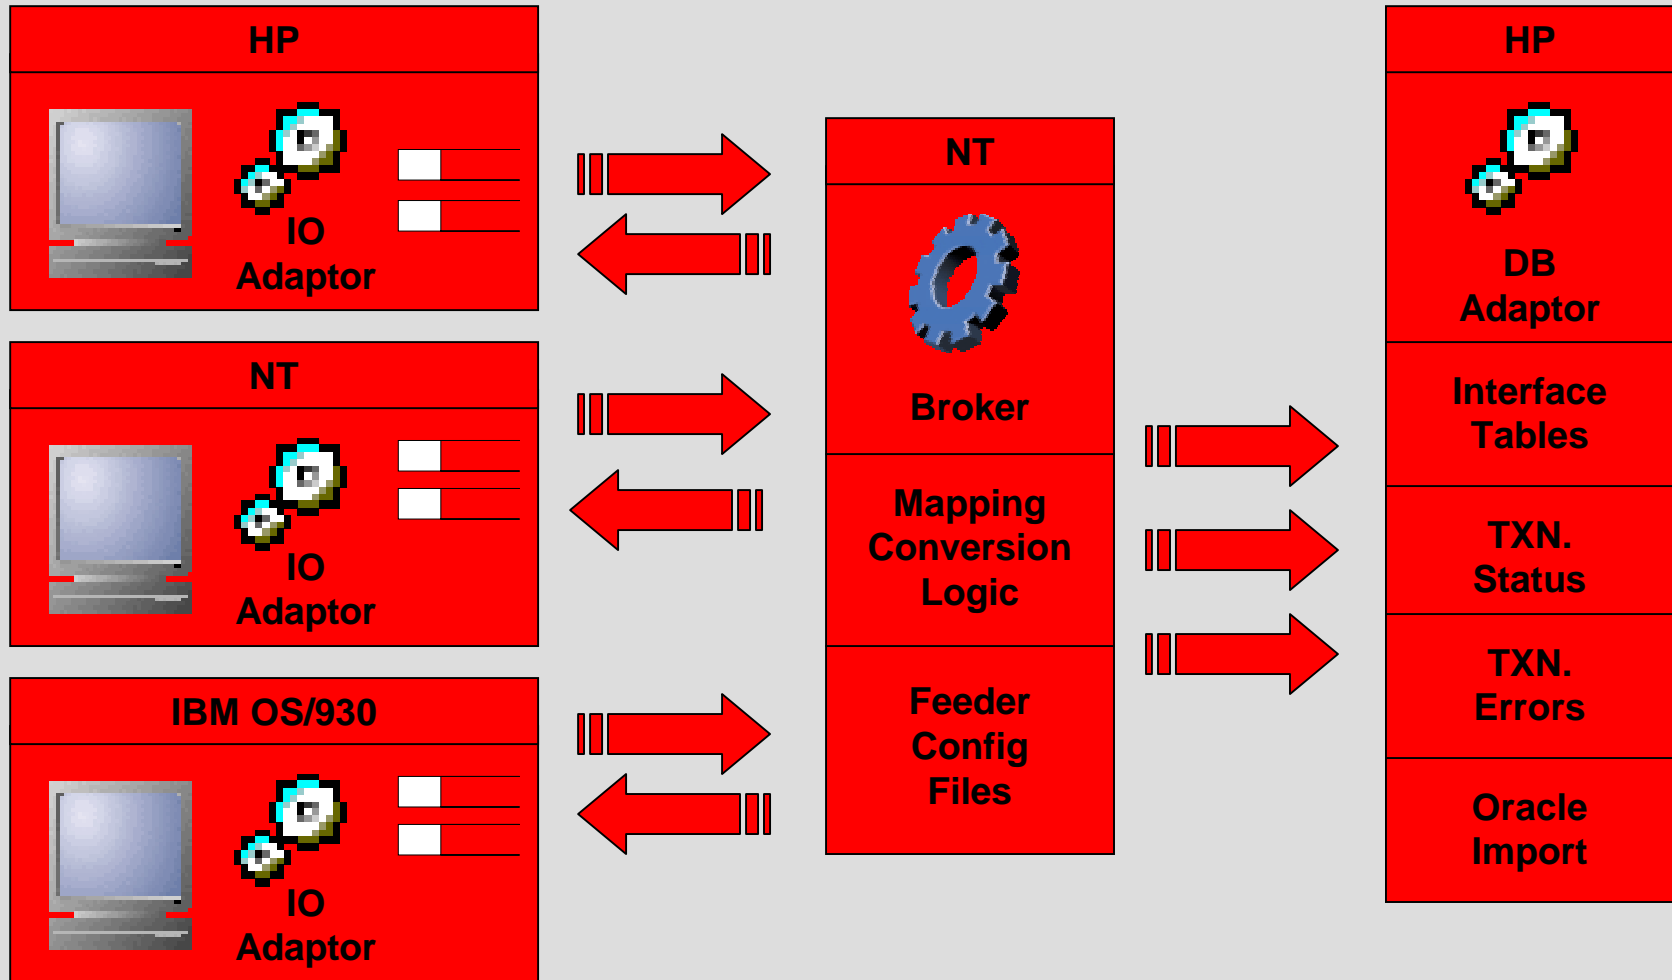 HP
IO
Adaptor
NT
IO
Adaptor
IBM OS/930
IO
Adaptor
NT
Broker
Mapping
Conversion
Logic
Feeder
Config
Files
HP
DB
Adaptor
Interface
Tables
TXN.
Status
TXN.
Errors
Oracle
Import